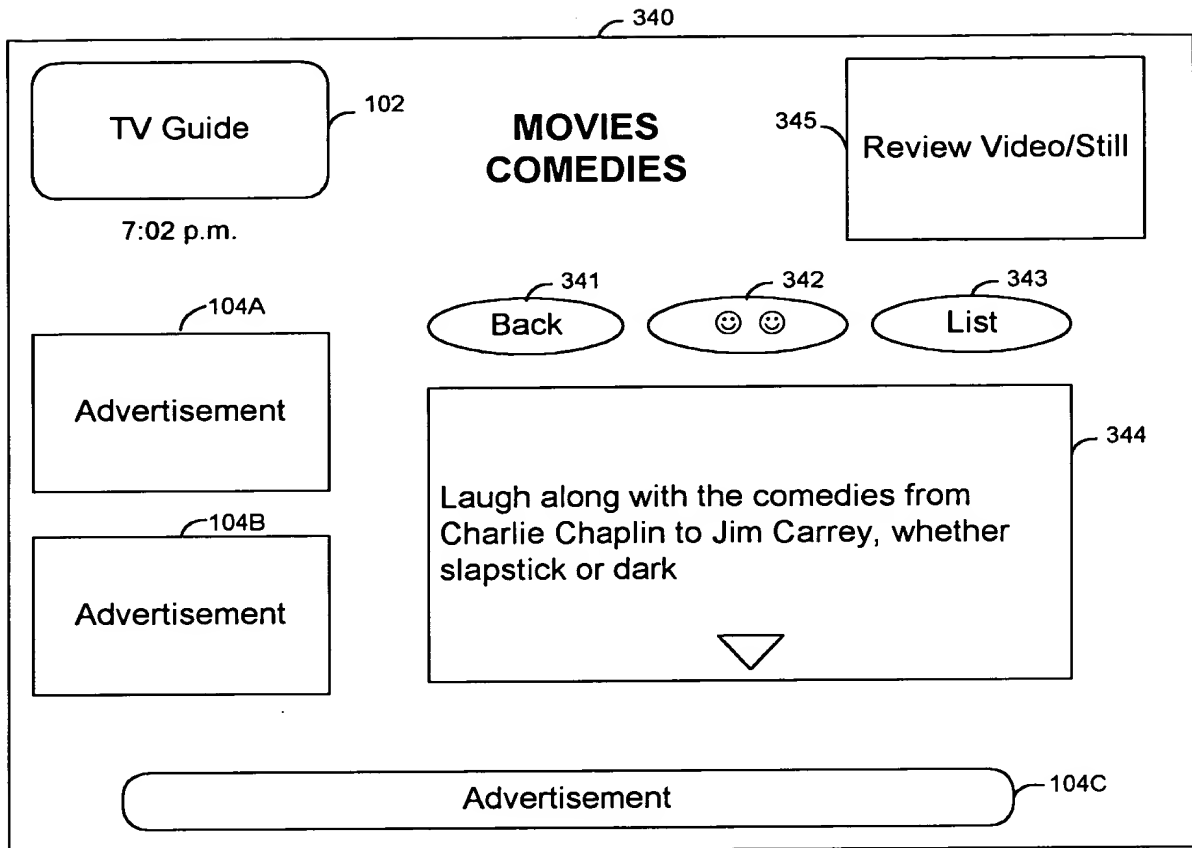 340
TV Guide
102
MOVIES
COMEDIES
345
Review Video/Still
7:02 p.m.
341
342
343
Back
☺ ☺
List
104A
Advertisement
344
Laugh along with the comedies from
Charlie Chaplin to Jim Carrey, whether
slapstick or dark
104B
Advertisement
Advertisement
104C